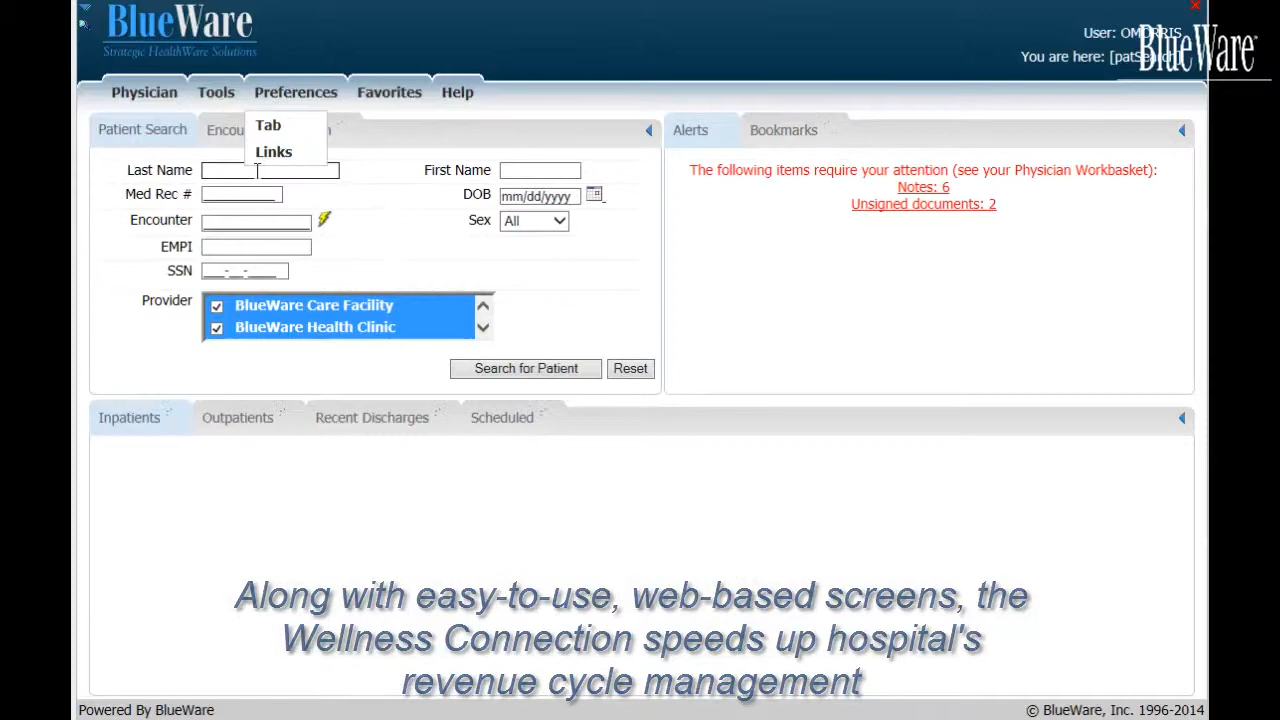 BlueWare
Strategic HealthWare Solutions
User: OMORRIS
You are here: [patSearch]
BlueWare
Physician Tools Preferences Favorites Help
Tab
Links
Patient Search
Alerts Bookmarks
Last Name
First Name
Med Rec #
DOB mm/dd/yyyy
Encounter
Sex All
EMPI
SSN
Provider
BlueWare Care Facility
BlueWare Health Clinic
Search for Patient Reset
The following items require your attention (see your Physician Workbasket):
Notes: 6
Unsigned documents: 2
Inpatients Outpatients Recent Discharges Scheduled
Along with easy-to-use, web-based screens, the
Wellness Connection speeds up hospital's
revenue cycle management
Powered By BlueWare
© BlueWare, Inc. 1996-2014